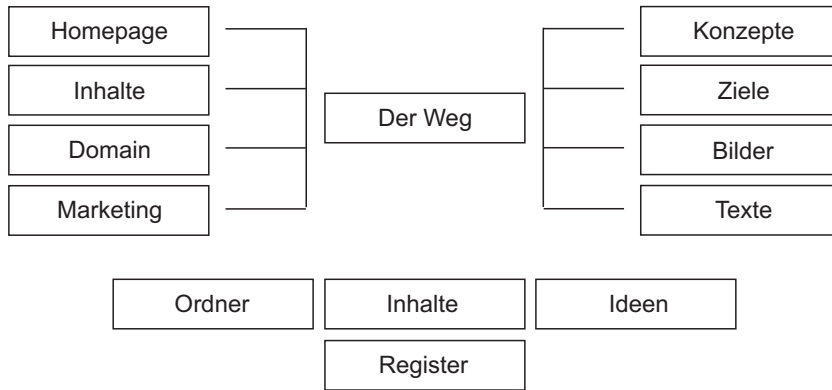 Homepage
Inhalte
Domain
Marketing
Der Weg
Konzepte
Ziele
Bilder
Texte
Ordner
Inhalte
Ideen
Register